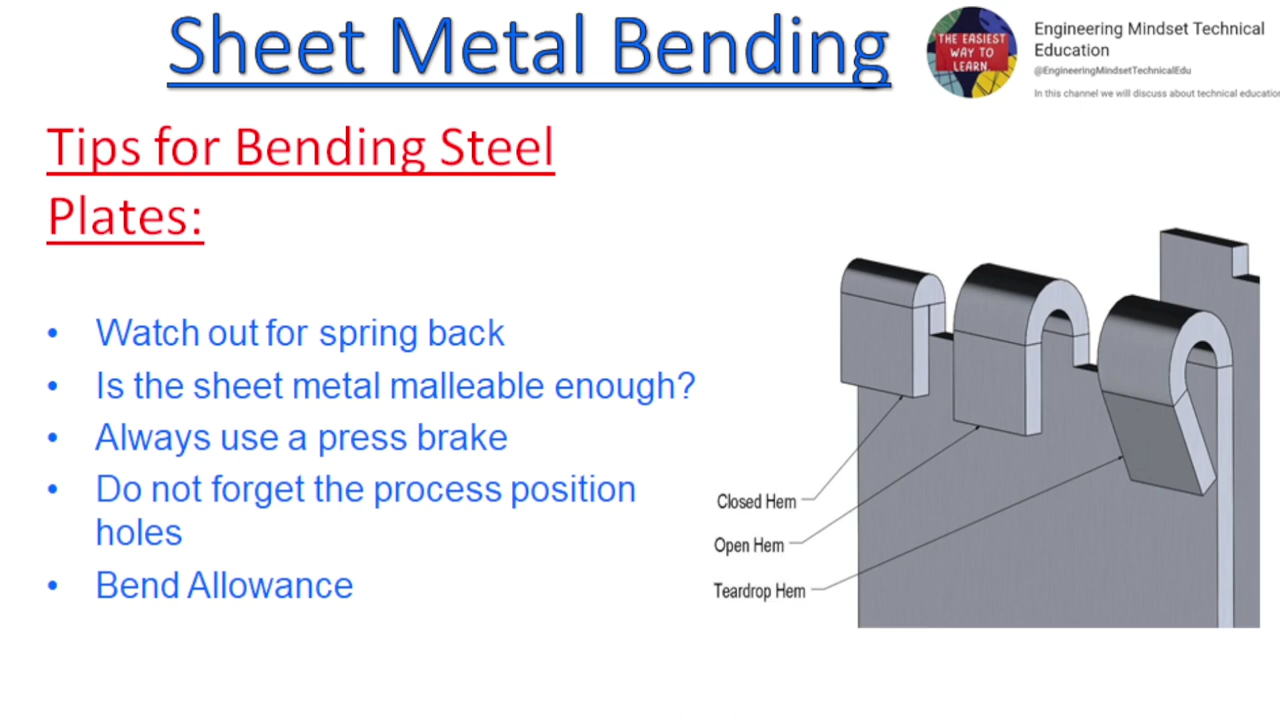 Sheet Metal Bending
THE EASIEST
WAY TO
LEARN.
Engineering Mindset Technical
Education
@EngineeringMindsetTechnicalEdu
In this channel we will discuss about technical education
Tips for Bending Steel
Plates:
• Watch out for spring back
• Is the sheet metal malleable enough?
• Always use a press brake
• Do not forget the process position
holes
• Bend Allowance
Closed Hem
Open Hem
Teardrop Hem